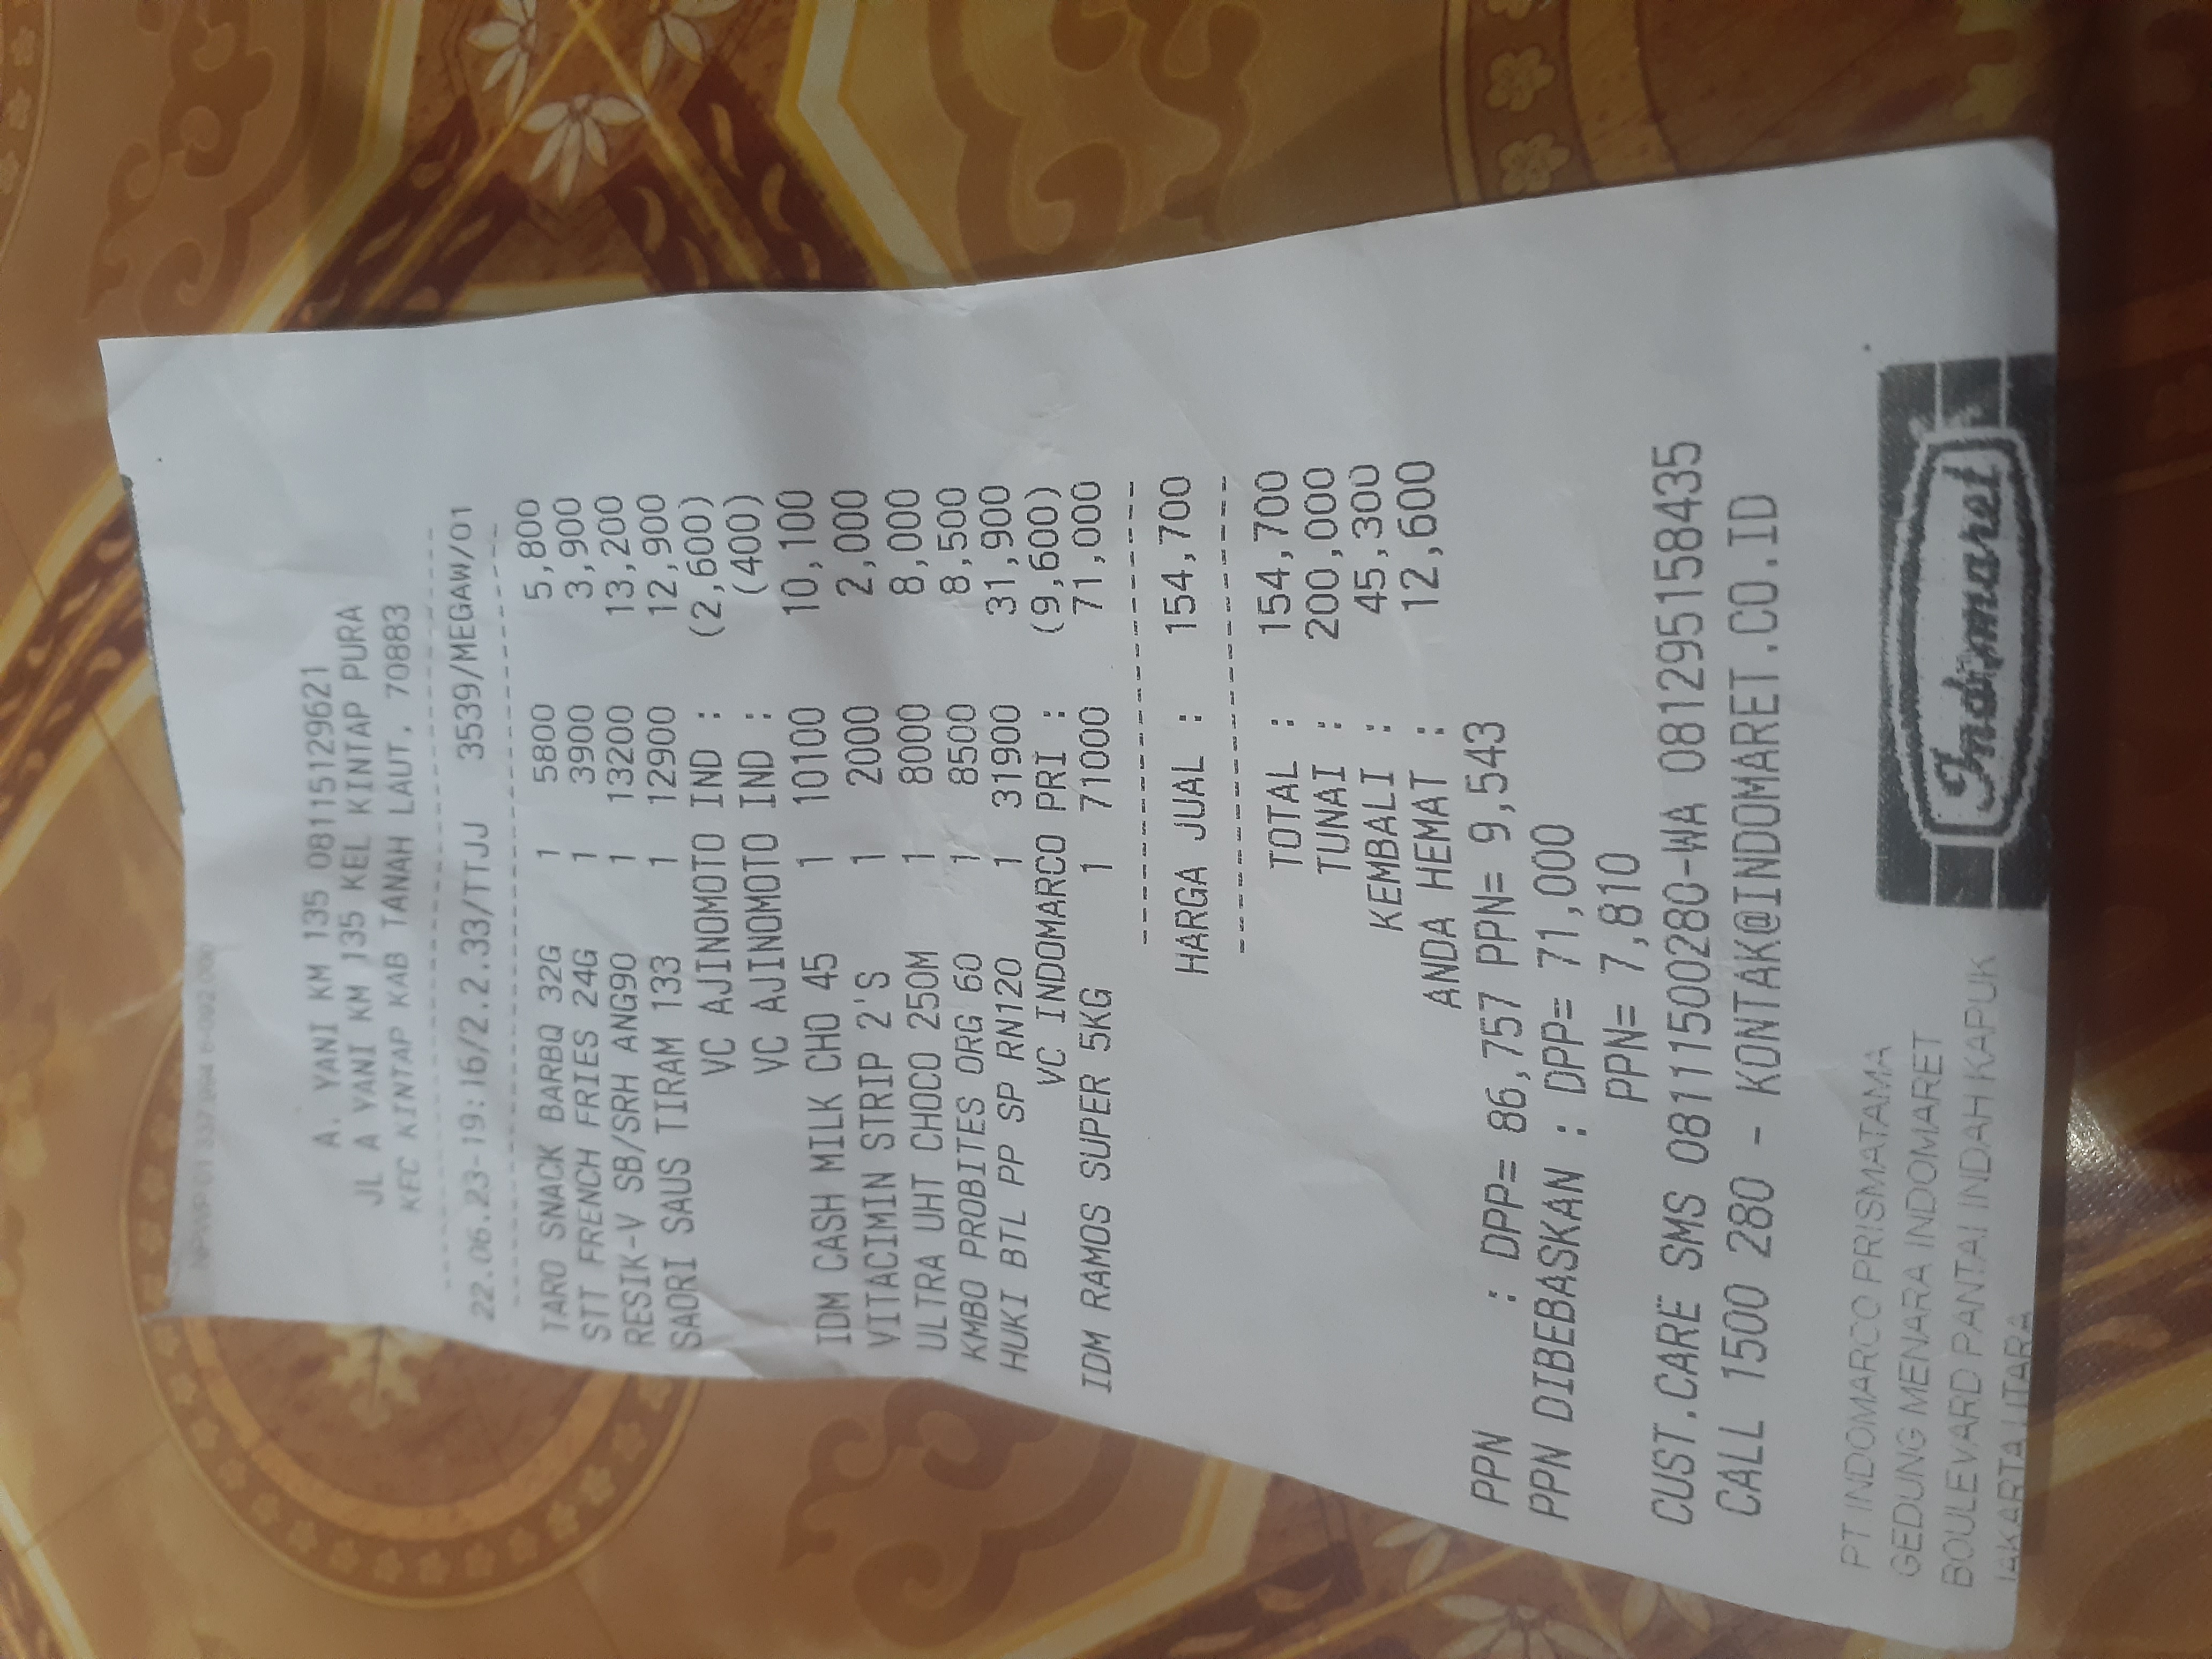 A. YANI KM 135 081151129621
JL A YANI KM 135 KEL KINTAP PURA
KEC KINTAP KAB TANAH LAUT, 70883
22.06.23-19:16/2.2.33/TTJJ 3539/MEGAW/01
TARO SNACK BARBQ 32G 1 5800 5,800
STT FRENCH FRIES 24G 1 3900 3,900
RESIK-V SB/SRH ANG90 1 13200 13,200
SAORI SAUS TIRAM 133 1 12900 12,900
VC AJINOMOTO IND : (2,600)
VC AJINOMOTO IND : (400)
IDM CASH MILK CHO 45 1 10100 10,100
VITACIMIN STRIP 2'S 1 2000 2,000
ULTRA UHT CHOCO 250M 1 8000 8,000
KMBO PROBITES ORG 60 1 8500 8,500
HUKI BTL PP SP RN120 1 31900 31,900
VC INDOMARCO PRI : (9,600)
IDM RAMOS SUPER 5KG 1 71000 71,000
HARGA JUAL : 154,700
TOTAL : 154,700
TUNAI : 200,000
KEMBALI : 45,300
ANDA HEMAT : 12,600
PPN : DPP= 86,757 PPN= 9,543
PPN DIBEBASKAN : DPP= 71,000
PPN= 7,810
CUST.CARE SMS 08111500280-WA 081295158435
CALL 1500 280 - KONTAK@INDOMARET.CO.ID
PT INDOMARCO PRISMATAMA
GEDUNG MENARA INDOMARET
BOULEVARD PANTAI INDAH KAPUK
JAKARTA UTARA
Indomaret